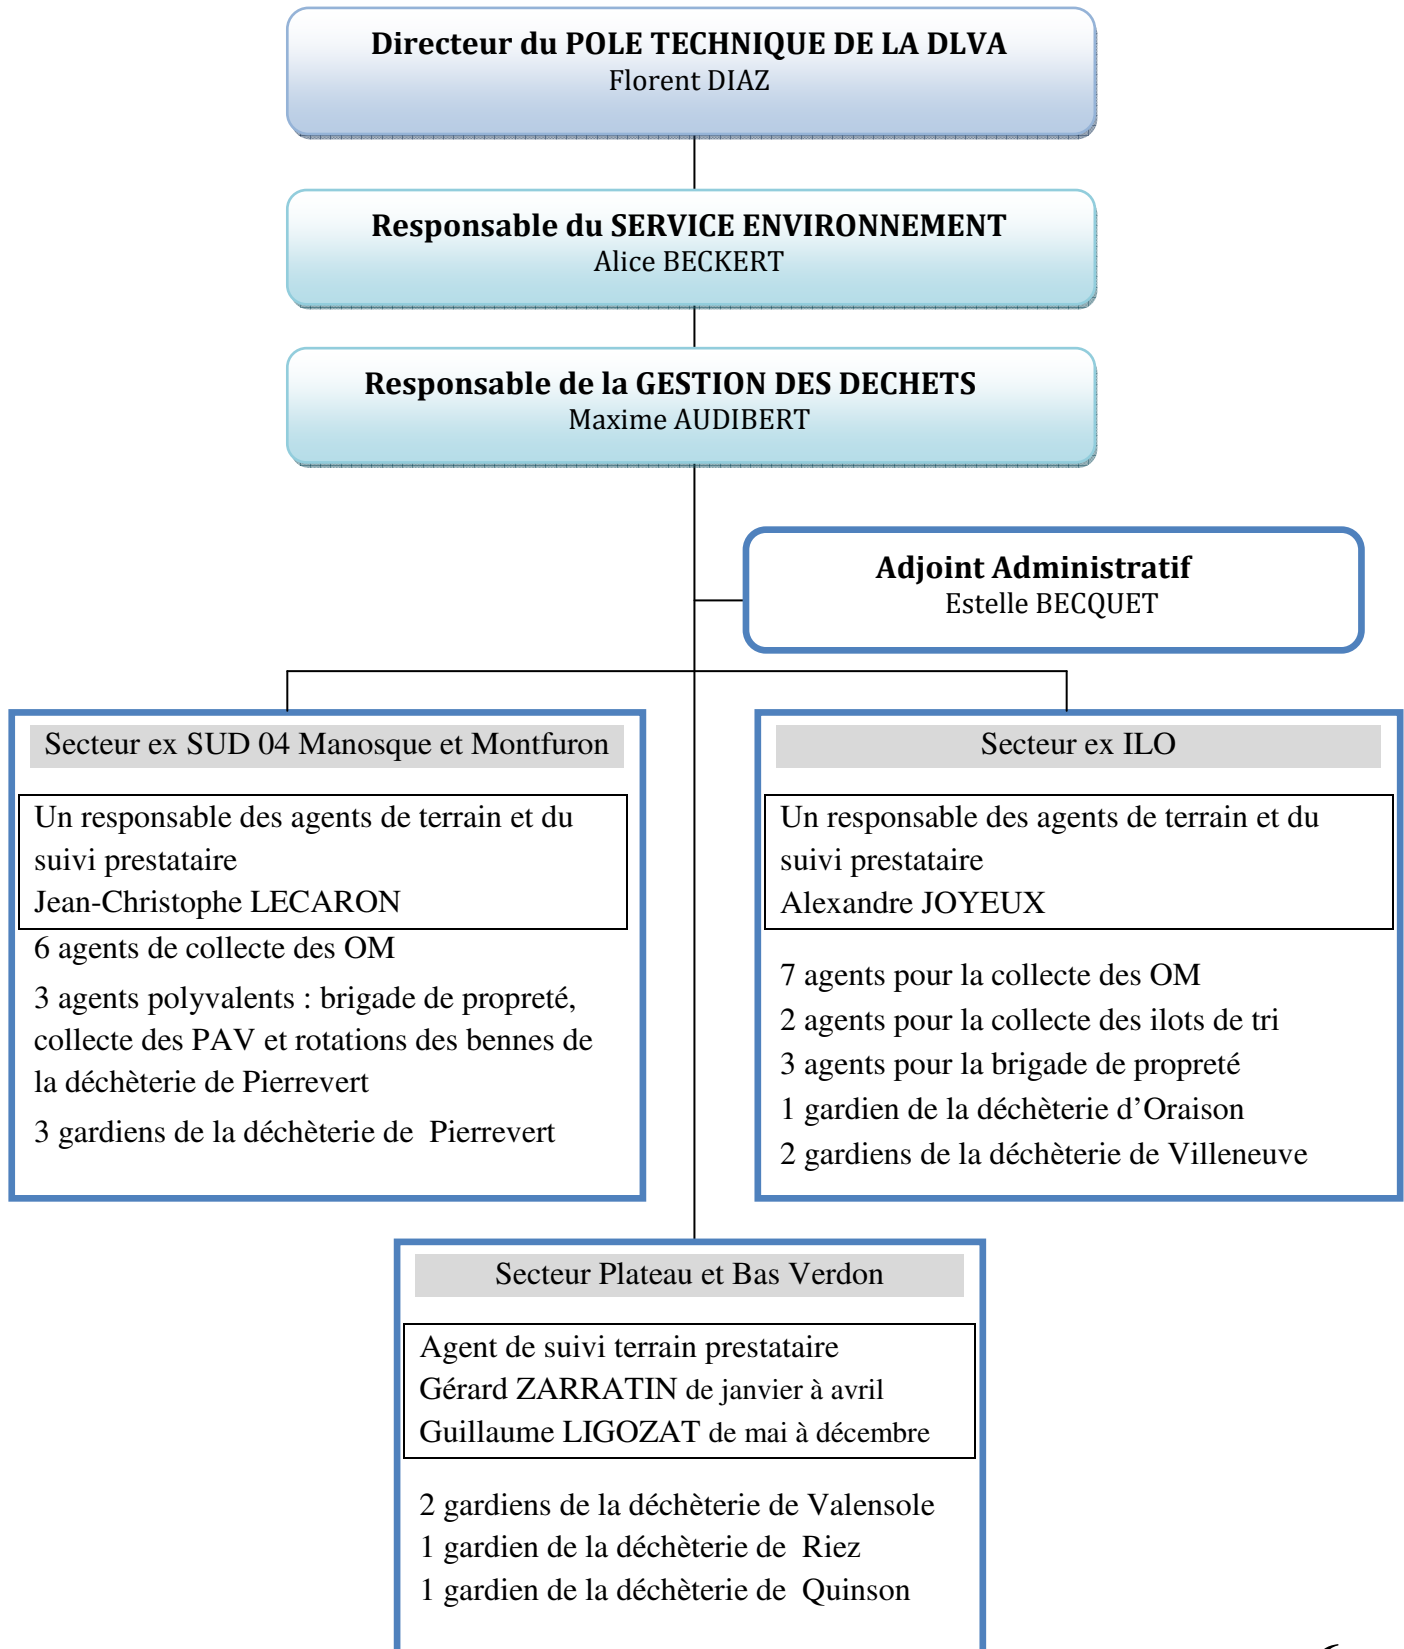 Directeur du POLE TECHNIQUE DE LA DLVA
Florent DIAZ
Responsable du SERVICE ENVIRONNEMENT
Alice BECKERT
Responsable de la GESTION DES DECHETS
Maxime AUDIBERT
Adjoint Administratif
Estelle BECQUET
Secteur ex SUD 04 Manosque et Montfuron
Un responsable des agents de terrain et du
suivi prestataire
Jean-Christophe LECARON
6 agents de collecte des OM
3 agents polyvalents : brigade de propreté,
collecte des PAV et rotations des bennes de
la déchèterie de Pierrevert
3 gardiens de la déchèterie de Pierrevert
Secteur ex ILO
Un responsable des agents de terrain et du
suivi prestataire
Alexandre JOYEUX
7 agents pour la collecte des OM
2 agents pour la collecte des ilots de tri
3 agents pour la brigade de propreté
1 gardien de la déchèterie d’Oraison
2 gardiens de la déchèterie de Villeneuve
Secteur Plateau et Bas Verdon
Agent de suivi terrain prestataire
Gérard ZARRATIN de janvier à avril
Guillaume LIGOZAT de mai à décembre
2 gardiens de la déchèterie de Valensole
1 gardien de la déchèterie de Riez
1 gardien de la déchèterie de Quinson